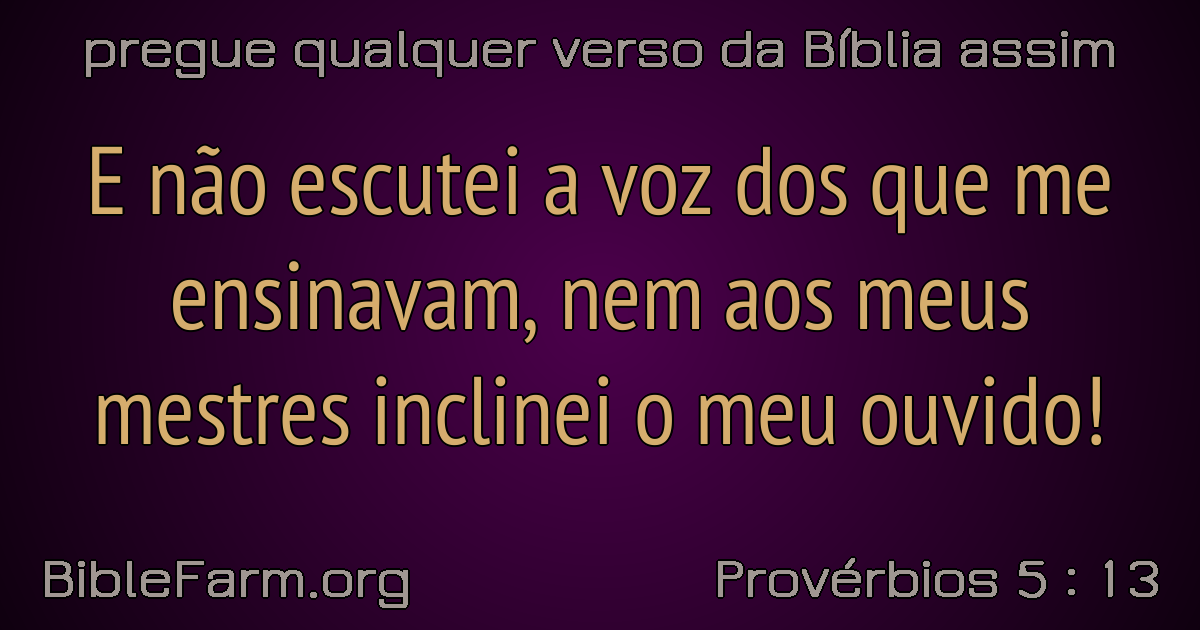 pregue qualquer verso da Bíblia assim
E não escutei a voz dos que me
ensinavam, nem aos meus
mestres inclinei o meu ouvido!
BibleFarm.org
Provérbios 5 : 13